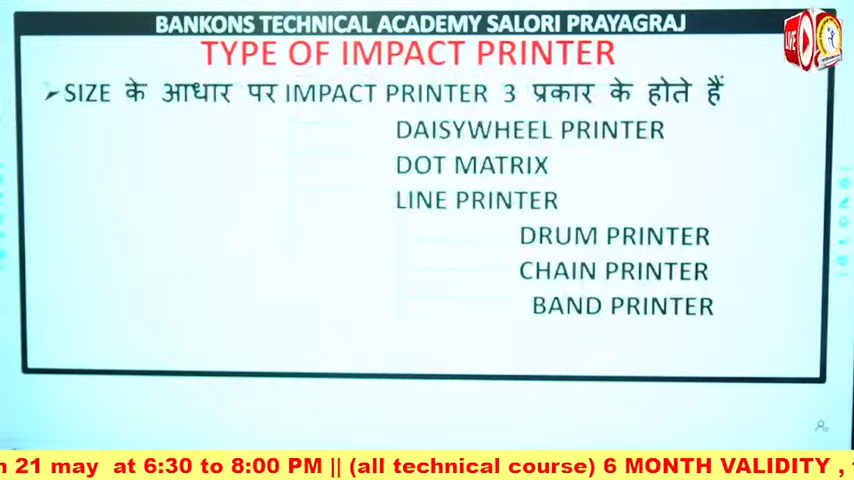 BANKONS TECHNICAL ACADEMY SALORI PRAYAGRAJ
LIVE
TYPE OF IMPACT PRINTER
➤SIZE के आधार पर IMPACT PRINTER 3 प्रकार के होते हैं
DAISYWHEEL PRINTER
DOT MATRIX
LINE PRINTER
DRUM PRINTER
CHAIN PRINTER
BAND PRINTER
21 may at 6:30 to 8:00 PM || (all technical course) 6 MONTH VALIDITY ,